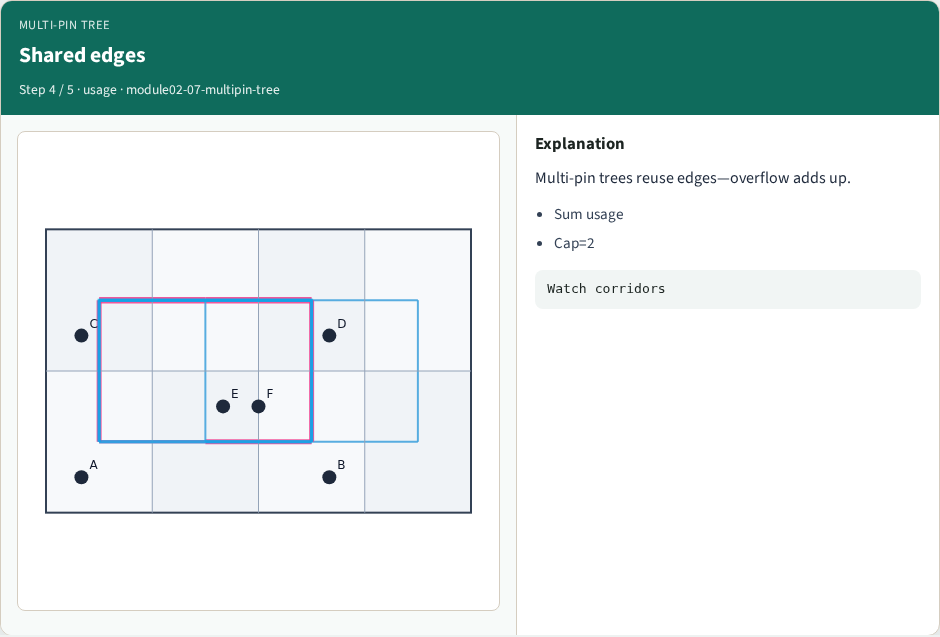 MULTI-PIN TREE
Shared edges
Step 4 / 5 · usage · module02-07-multipin-tree
C
D
E
F
A
B
Explanation
Multi-pin trees reuse edges—overflow adds up.
• Sum usage
• Cap=2
Watch corridors